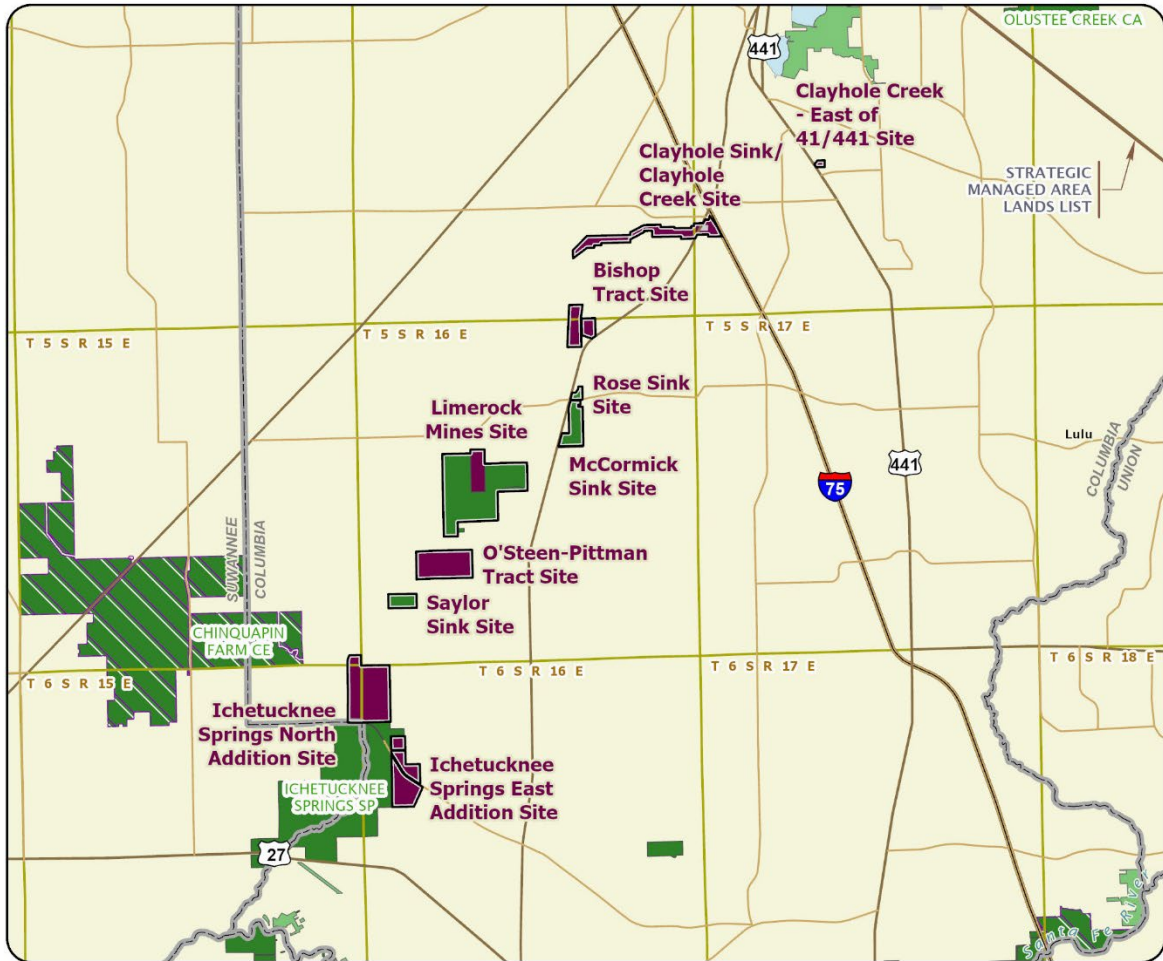 OLUSTEE CREEK CA
441
Clayhole Creek
- East of
41/441 Site
Clayhole Sink/
Clayhole
Creek Site
STRATEGIC
MANAGED AREA
LANDS LIST
Bishop
Tract Site
T 5 S R 15 E
T 5 S R 16 E
T 5 S R 17 E
Rose Sink
Site
Limerock
Mines Site
Lulu
COLUMBIA
UNION
441
McCormick
Sink Site
75
SUWANNEE
COLUMBIA
O'Steen-Pittman
Tract Site
Saylor
Sink Site
CHINQUAPIN
FARM CE
T 6 S R 15 E
T 6 S R 16 E
T 6 S R 17 E
T 6 S R 18 E
Ichetucknee
Springs North
Addition Site
Ichetucknee
Springs East
Addition Site
ICHETUCKNEE
SPRINGS SP
27
Santa Fe River